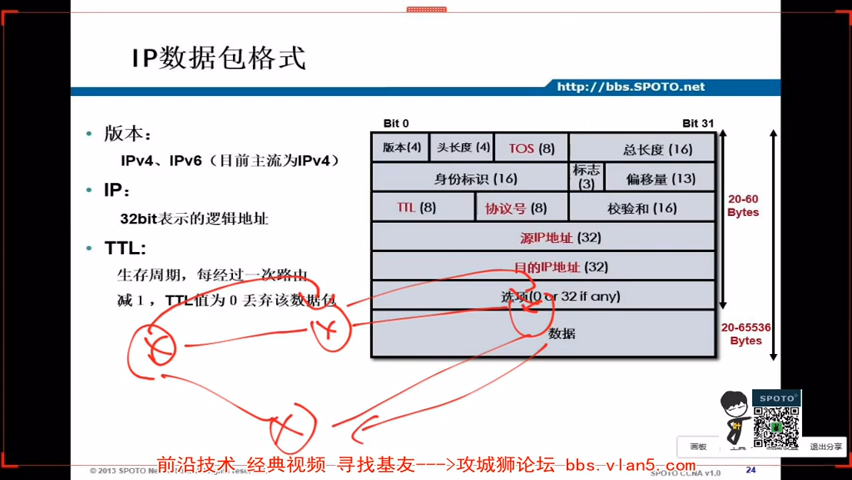 IP数据包格式
http://bbs.SPOTO.net
版本：
IPv4、IPv6（目前主流为IPv4）
IP：
32bit表示的逻辑地址
TTL:
生存周期，每经过一次路由
减1，TTL值为0丢弃该数据包
Bit 0
Bit 31
版本(4)
头长度 (4)
TOS (8)
总长度 (16)
身份标识 (16)
标志
(3)
偏移量 (13)
TTL (8)
协议号 (8)
校验和 (16)
源IP地址 (32)
目的IP地址 (32)
选项(0 or 32 if any)
数据
20-60
Bytes
20-65536
Bytes
SPOTO
画板
退出分享
前沿技术 经典视频 寻找基友--->攻城狮论坛 bbs.vlan5.com
© 2013 SPOTO
SPOTO CCNA v1.0
24